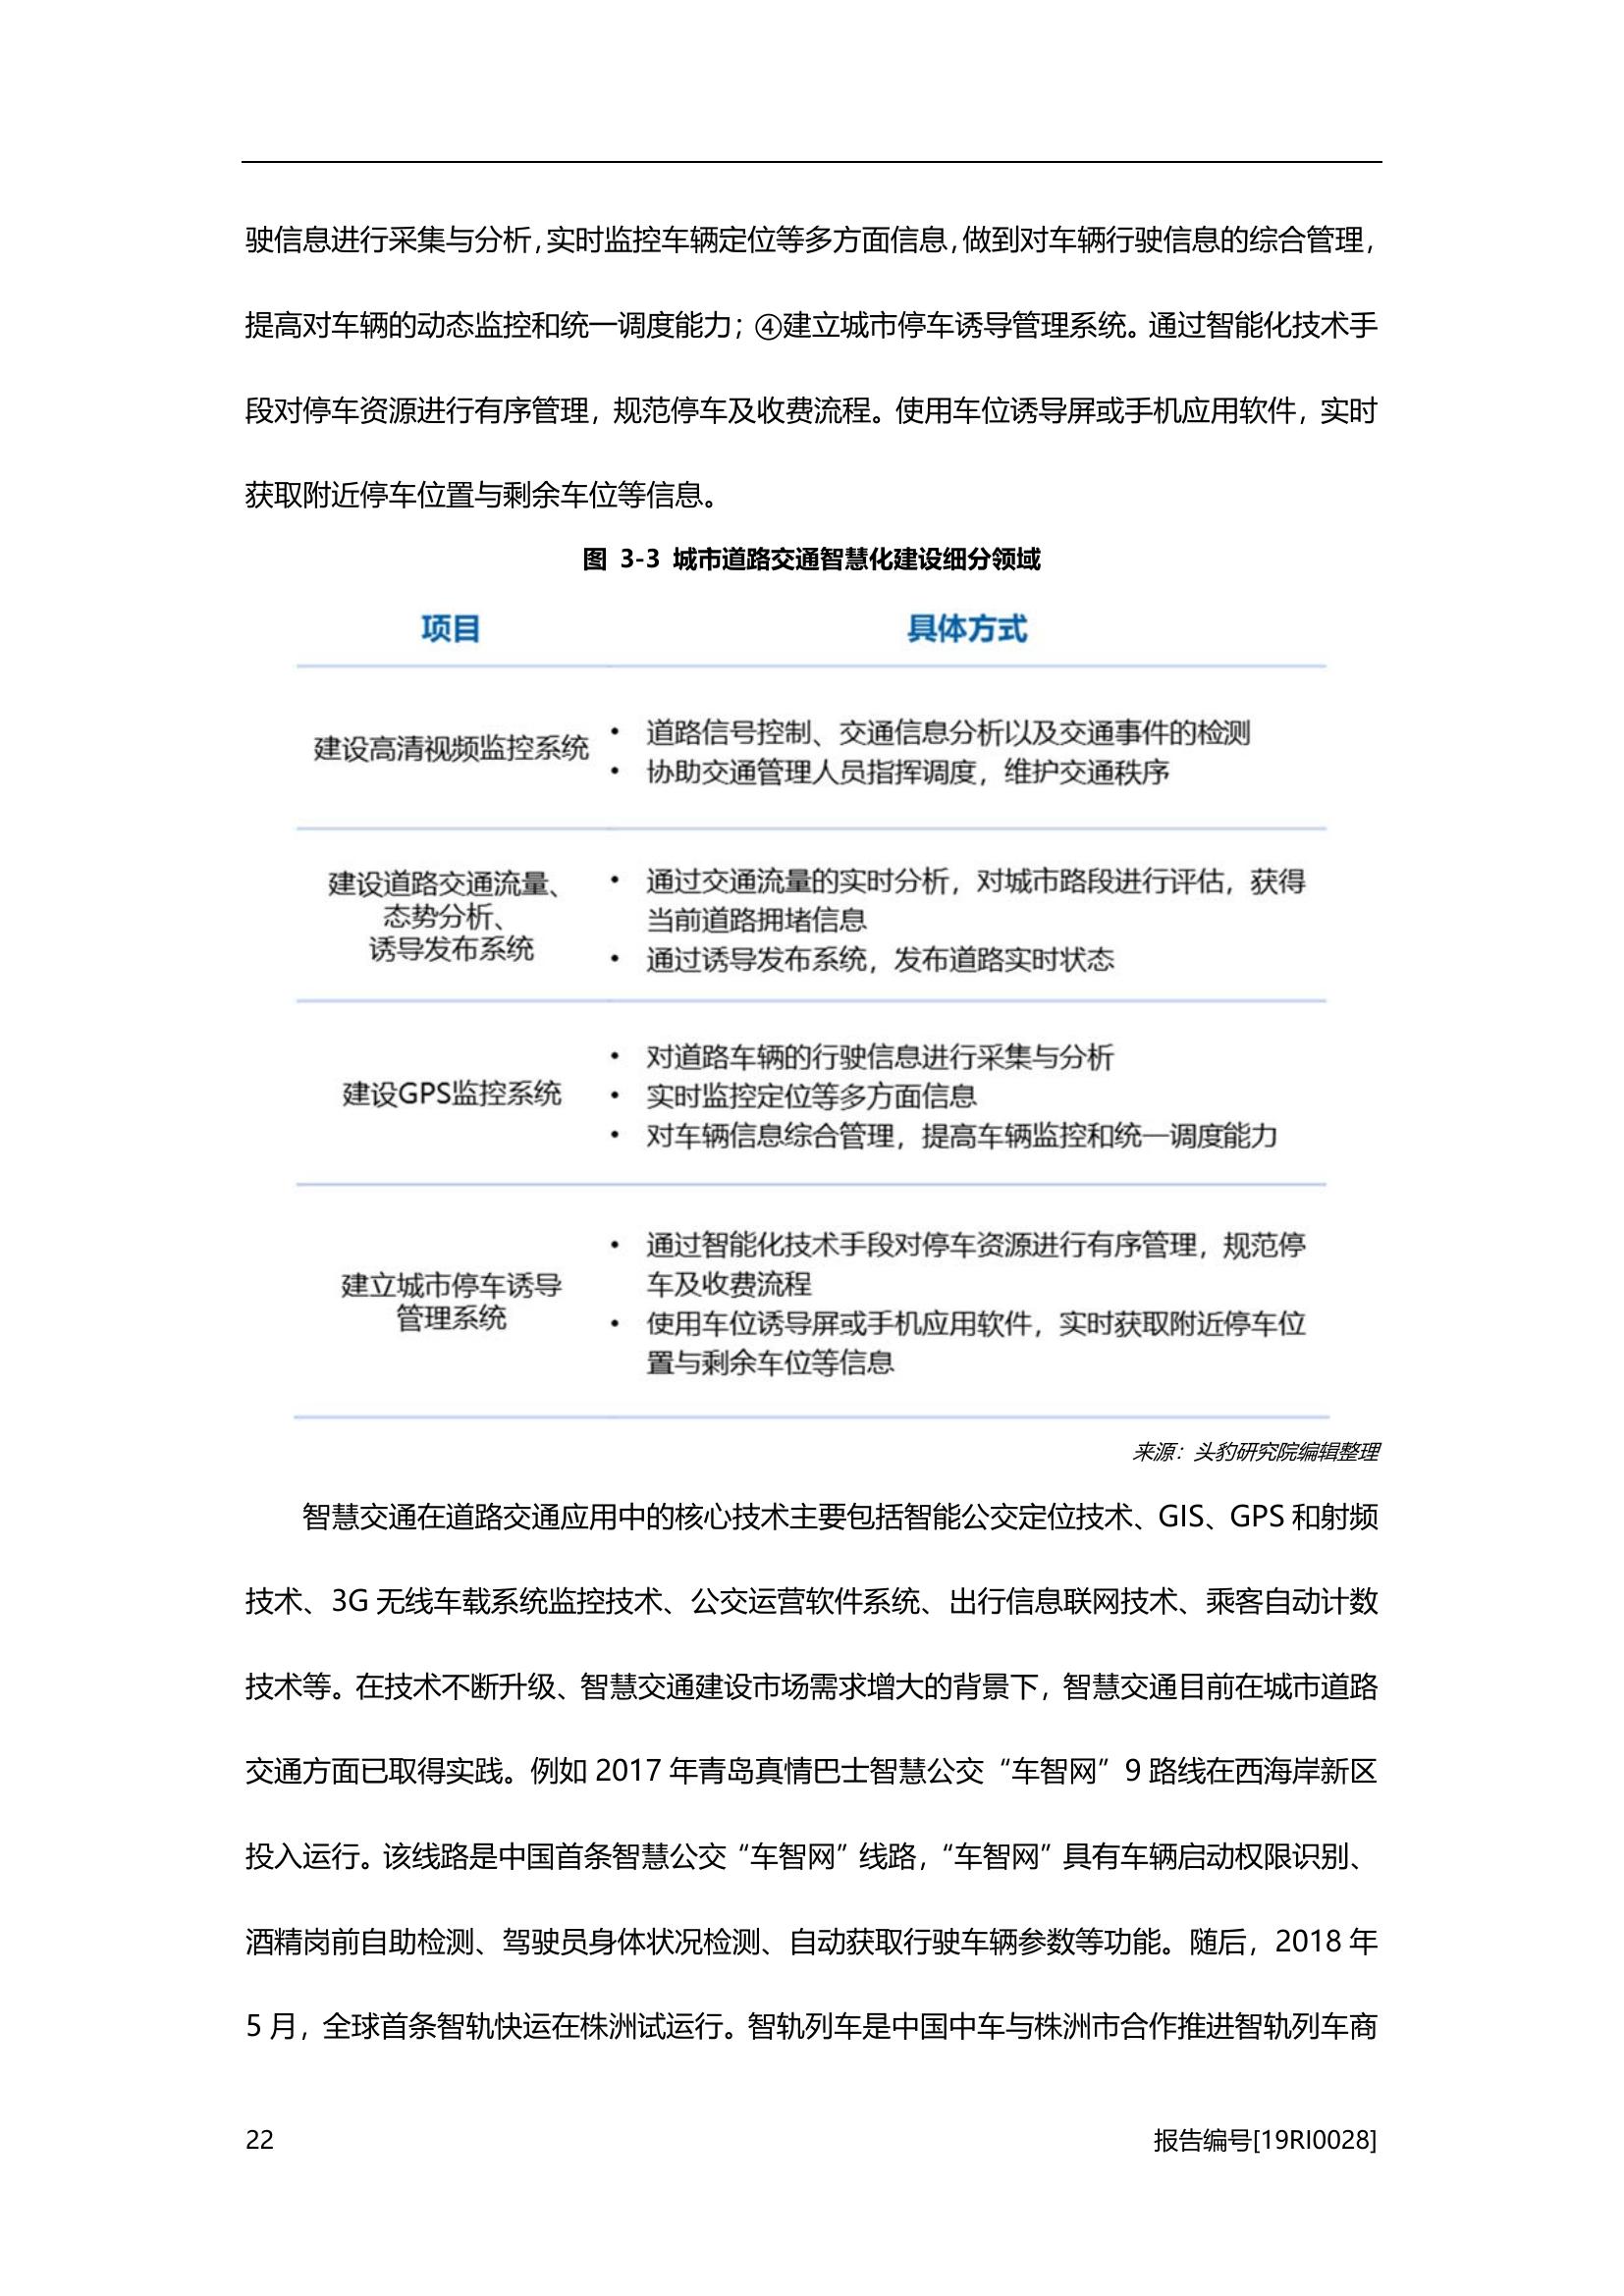 驶信息进行采集与分析，实时监控车辆定位等多方面信息，做到对车辆行驶信息的综合管理，
提高对车辆的动态监控和统一调度能力；④建立城市停车诱导管理系统。通过智能化技术手
段对停车资源进行有序管理，规范停车及收费流程。使用车位诱导屏或手机应用软件，实时
获取附近停车位置与剩余车位等信息。
图 3-3 城市道路交通智慧化建设细分领域
项目 具体方式
建设高清视频监控系统
• 道路信号控制、交通信息分析以及交通事件的检测
• 协助交通管理人员指挥调度，维护交通秩序
建设道路交通流量、
态势分析、
诱导发布系统
• 通过交通流量的实时分析，对城市路段进行评估，获得
当前道路拥堵信息
• 通过诱导发布系统，发布道路实时状态
建设GPS监控系统
• 对道路车辆的行驶信息进行采集与分析
• 实时监控定位等多方面信息
• 对车辆信息综合管理，提高车辆监控和统一调度能力
建立城市停车诱导
管理系统
• 通过智能化技术手段对停车资源进行有序管理，规范停
车及收费流程
• 使用车位诱导屏或手机应用软件，实时获取附近停车位
置与剩余车位等信息
来源：头豹研究院编辑整理
智慧交通在道路交通应用中的核心技术主要包括智能公交定位技术、GIS、GPS 和射频
技术、3G 无线车载系统监控技术、公交运营软件系统、出行信息联网技术、乘客自动计数
技术等。在技术不断升级、智慧交通建设市场需求增大的背景下，智慧交通目前在城市道路
交通方面已取得实践。例如 2017 年青岛真情巴士智慧公交“车智网”9 路线在西海岸新区
投入运行。该线路是中国首条智慧公交“车智网”线路，“车智网”具有车辆启动权限识别、
酒精岗前自助检测、驾驶员身体状况检测、自动获取行驶车辆参数等功能。随后，2018 年
5 月，全球首条智轨快运在株洲试运行。智轨列车是中国中车与株洲市合作推进智轨列车商
22 报告编号[19RI0028]